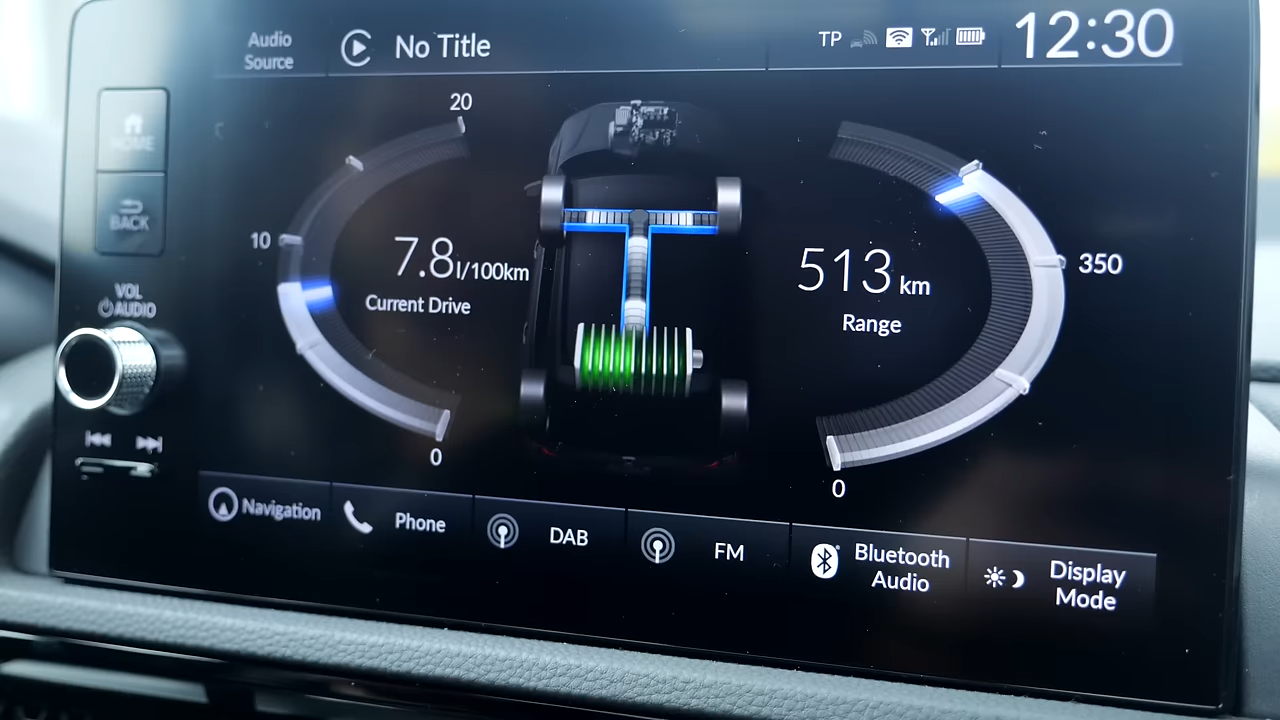 Audio
Source
No Title
TP
12:30
HOME
BACK
VOL
AUDIO
20
10
0
7.8 l/100km
Current Drive
513 km
Range
350
0
Navigation
Phone
DAB
FM
Bluetooth
Audio
Display
Mode